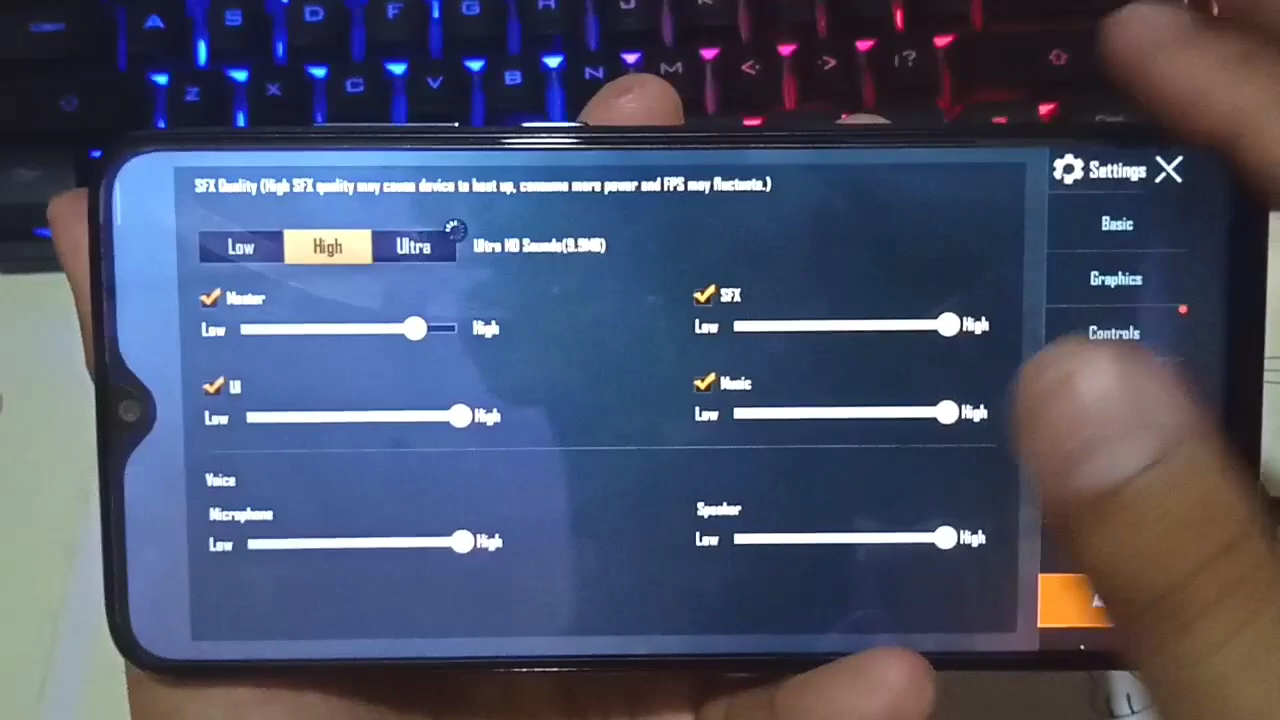 A S D F G H J K
Z X C V B N M < > !?
SFX Quality (High SFX quality may cause device to heat up, consume more power and FPS may fluctuate.)
Settings
Basic
Graphics
Controls
Low High Ultra Ultra HD Sounds(9.9MB)
Master
Low High
SFX
Low High
UI
Low High
Music
Low High
Voice
Microphone
Low High
Speaker
Low High